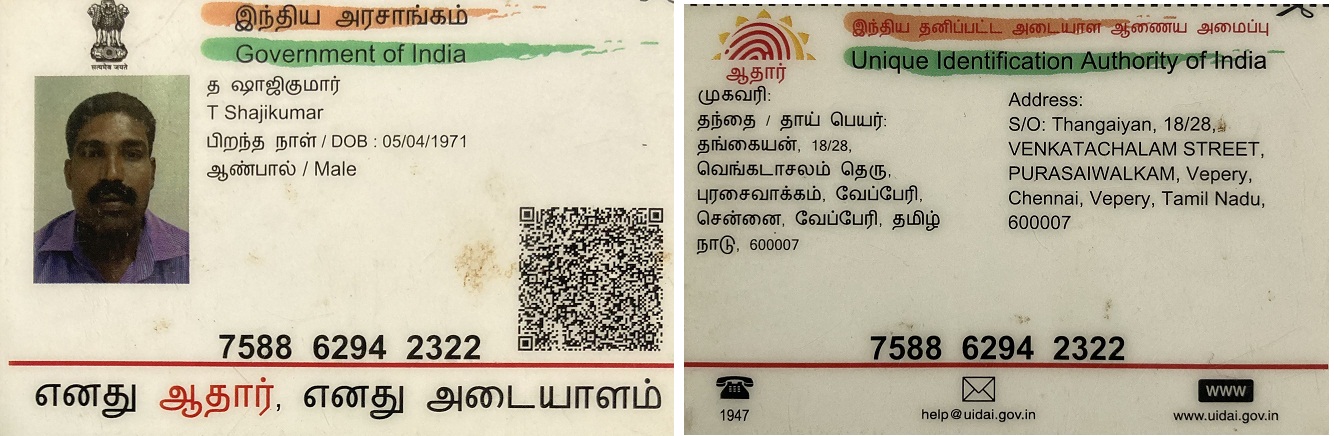 இந்திய அரசாங்கம்
Government of India
सत्यमेव जयते
த ஷாஜிகுமார்
T Shajikumar
பிறந்த நாள் / DOB : 05/04/1971
ஆண்பால் / Male
7588 6294 2322
எனது ஆதார், எனது அடையாளம்
இந்திய தனிப்பட்ட அடையாள ஆணைய அமைப்பு
Unique Identification Authority of India
ஆதார்
முகவரி:
தந்தை / தாய் பெயர்:
தங்கையன், 18/28,
வெங்கடாசலம் தெரு,
புரசைவாக்கம், வேப்பேரி,
சென்னை, வேப்பேரி, தமிழ்
நாடு, 600007
Address:
S/O: Thangaiyan, 18/28,
VENKATACHALAM STREET,
PURASAIWALKAM, Vepery,
Chennai, Vepery, Tamil Nadu,
600007
7588 6294 2322
1947
help@uidai.gov.in
WWW
www.uidai.gov.in